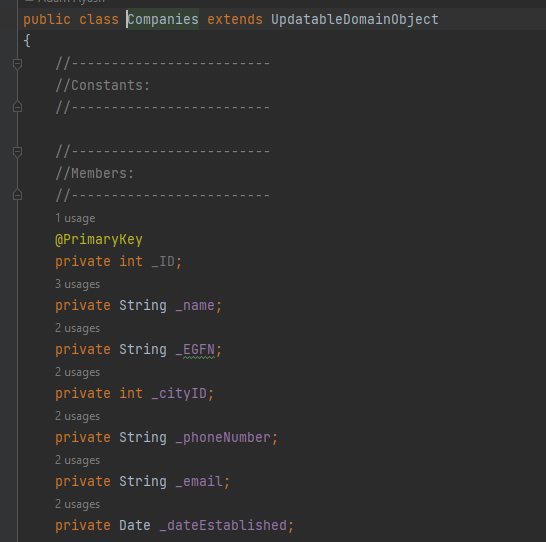 public class Companies extends UpdatableDomainObject
{
//-------------------------
//Constants:
//-------------------------
//-------------------------
//Members:
//-------------------------
1 usage
@PrimaryKey
private int _ID;
3 usages
private String _name;
2 usages
private String _EGFN;
2 usages
private int _cityID;
2 usages
private String _phoneNumber;
2 usages
private String _email;
2 usages
private Date _dateEstablished;